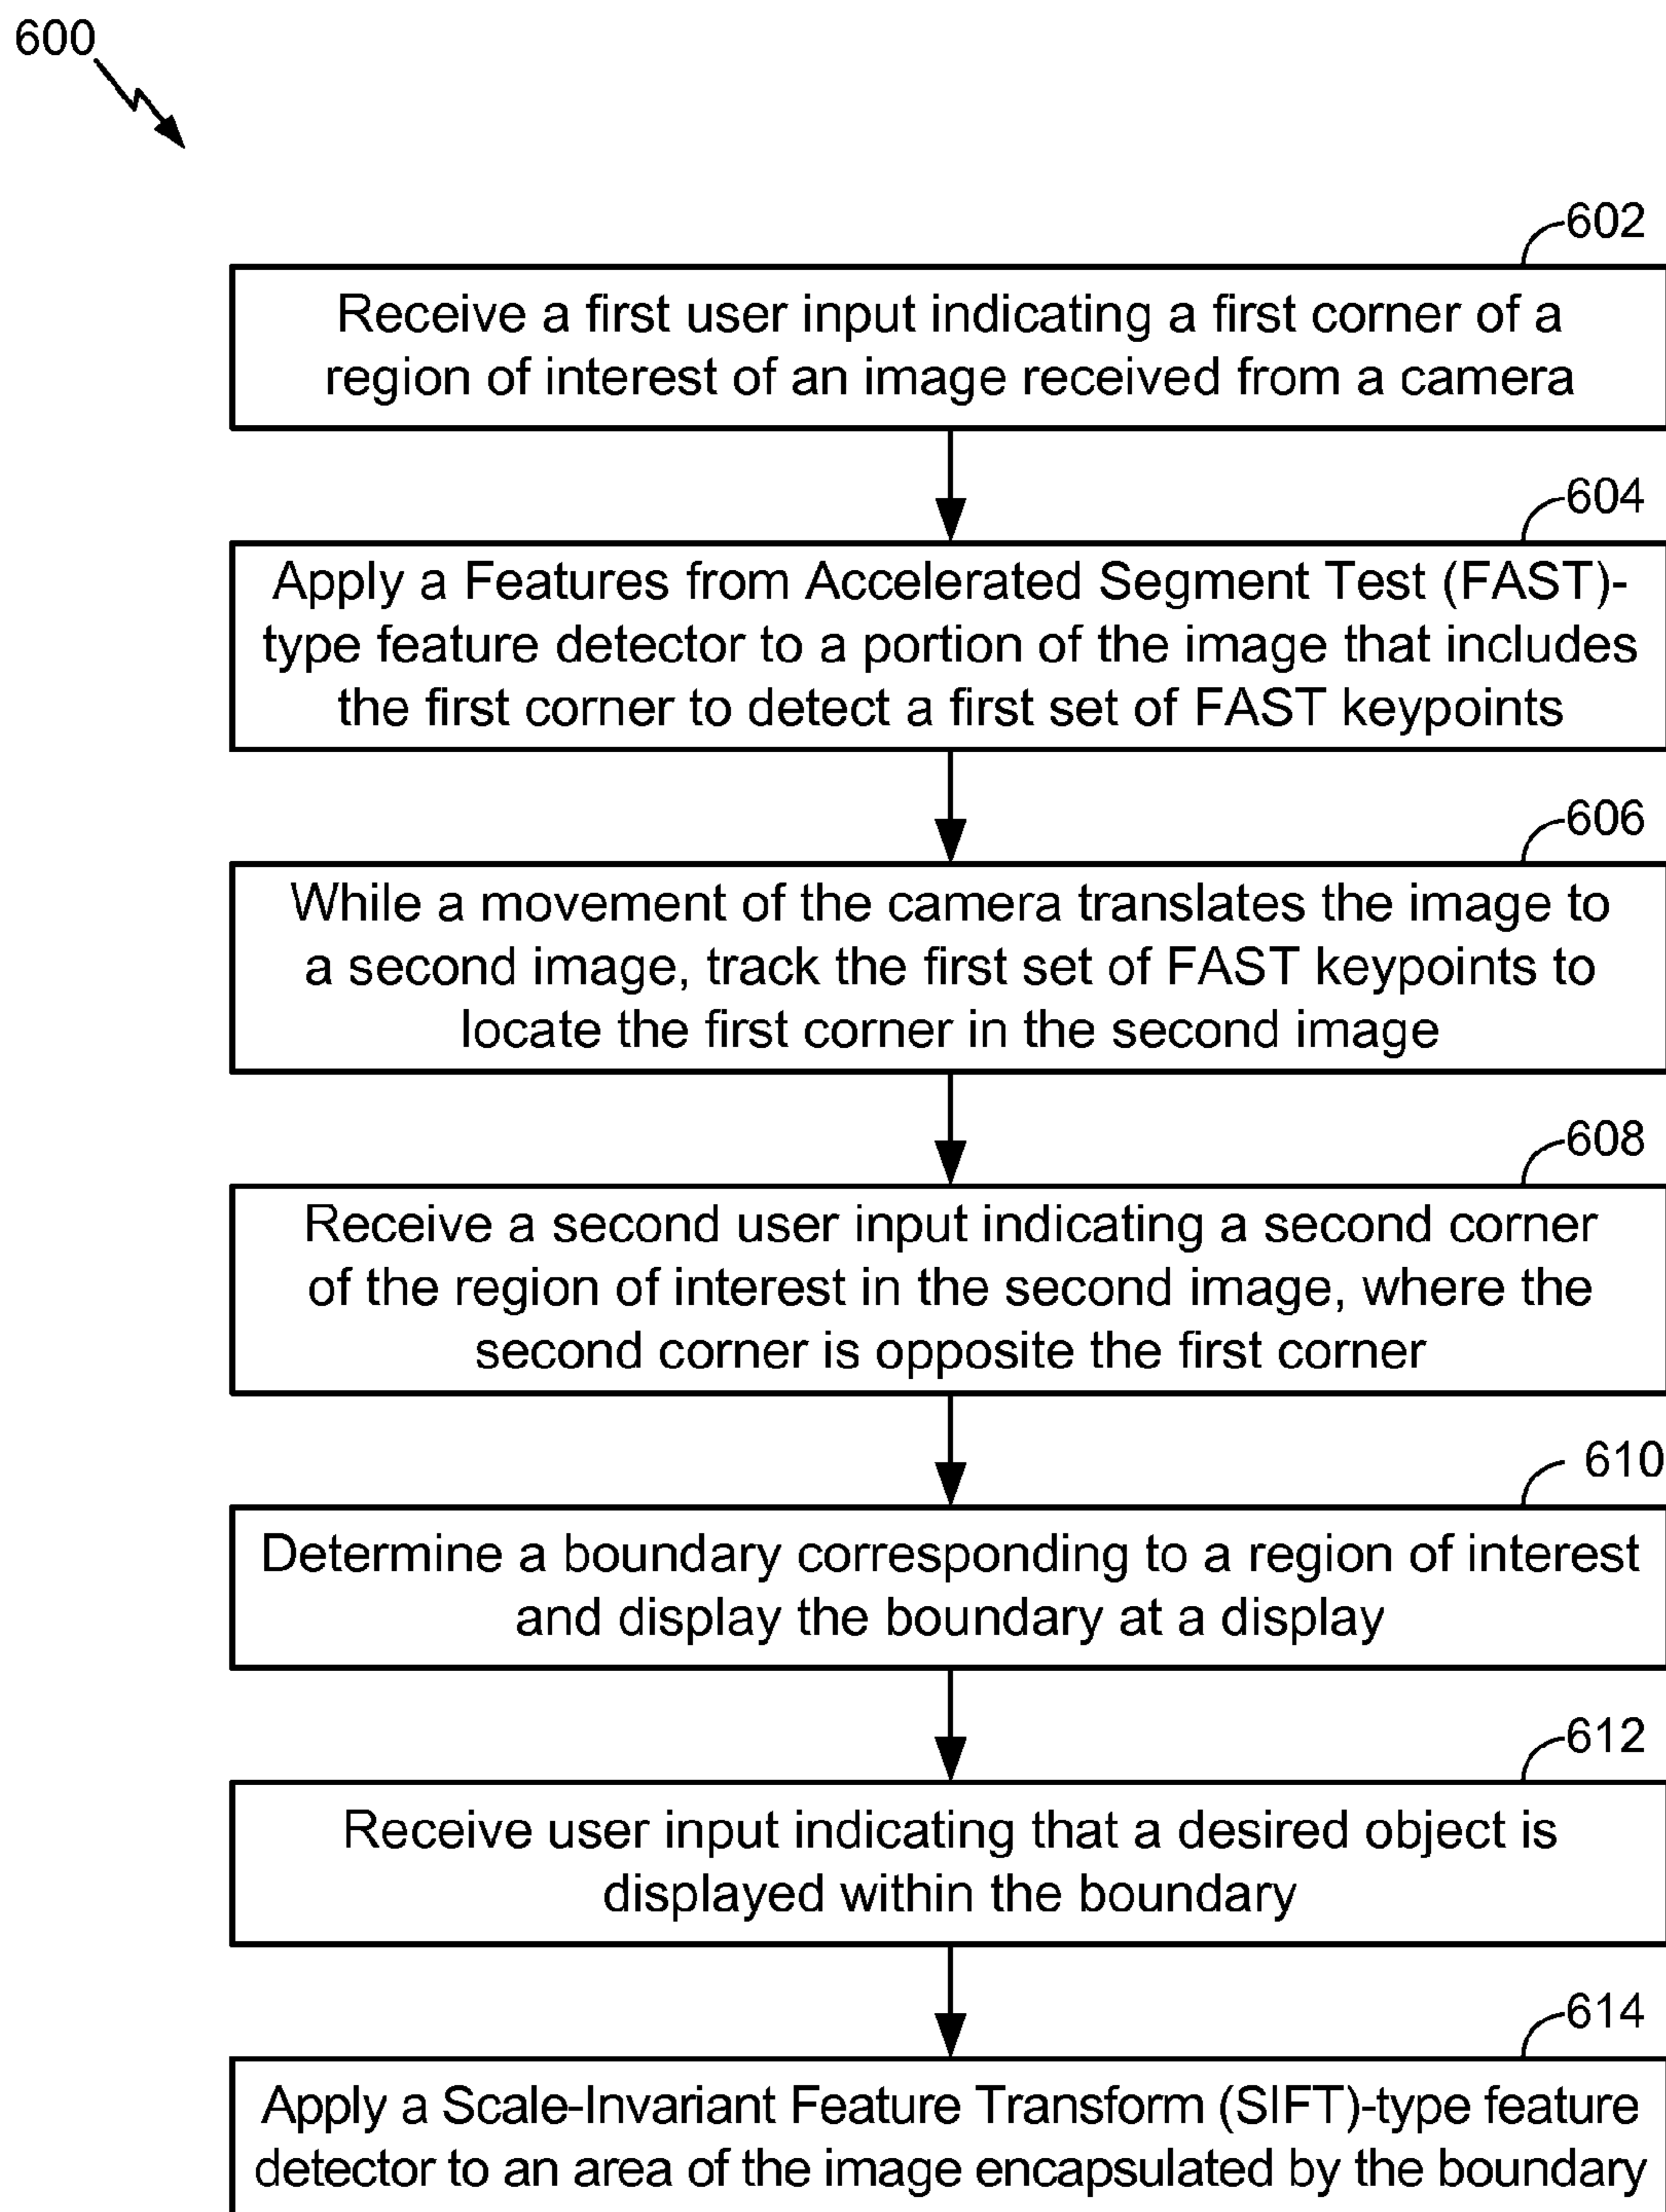 600
602
Receive a first user input indicating a first corner of a
region of interest of an image received from a camera
604
Apply a Features from Accelerated Segment Test (FAST)-
type feature detector to a portion of the image that includes
the first corner to detect a first set of FAST keypoints
606
While a movement of the camera translates the image to
a second image, track the first set of FAST keypoints to
locate the first corner in the second image
608
Receive a second user input indicating a second corner
of the region of interest in the second image, where the
second corner is opposite the first corner
610
Determine a boundary corresponding to a region of interest
and display the boundary at a display
612
Receive user input indicating that a desired object is
displayed within the boundary
614
Apply a Scale-Invariant Feature Transform (SIFT)-type feature
detector to an area of the image encapsulated by the boundary